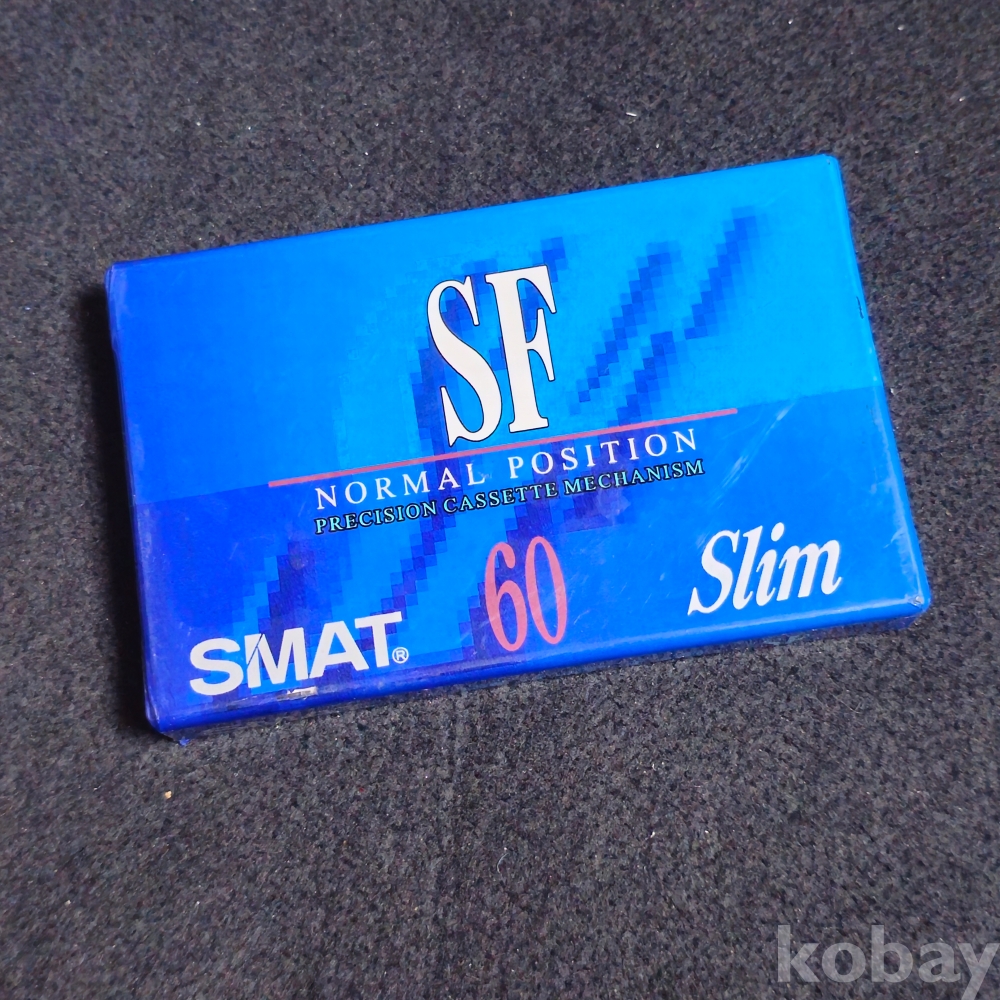 SF
NORMAL POSITION
PRECISION CASSETTE MECHANISM
60
Slim
SMAT®
kobay